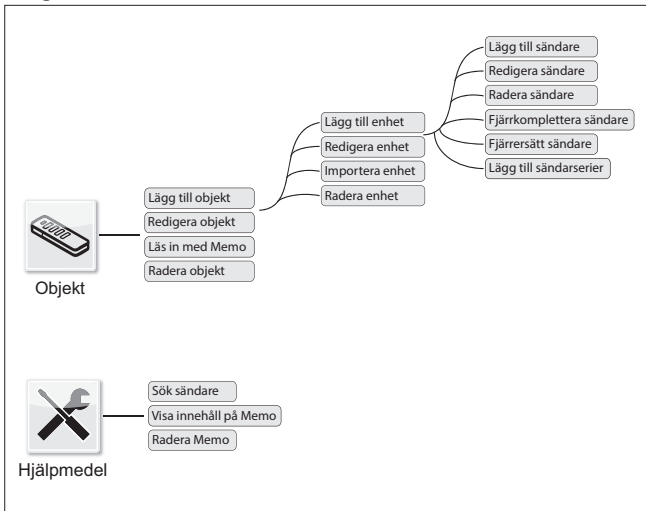 Lägg till sändare
Redigera sändare
Radera sändare
Fjärrkomplettera sändare
Fjärrersätt sändare
Lägg till sändarserier
Lägg till enhet
Redigera enhet
Importera enhet
Radera enhet
Lägg till objekt
Redigera objekt
Läs in med Memo
Radera objekt
Objekt
Sök sändare
Visa innehåll på Memo
Radera Memo
Hjälpmedel